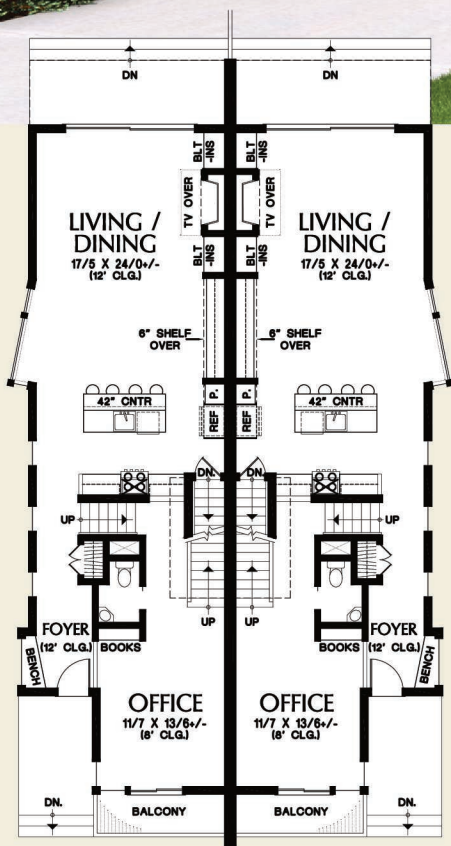 DN
DN
BLT
-INS
BLT
-INS
TV OVER
TV OVER
LIVING /
DINING
17/5 X 24/0+/-
(12' CLG.)
LIVING /
DINING
17/5 X 24/0+/-
(12' CLG.)
BLT
-INS
BLT
-INS
6" SHELF
OVER
6" SHELF
OVER
42" CNTR
P.
P.
42" CNTR
REF
REF
DN.
DN.
UP
UP
UP
UP
FOYER
(12' CLG.)
BOOKS
BOOKS
FOYER
(12' CLG.)
BENCH
BENCH
OFFICE
11/7 X 13/6+/-
(8' CLG.)
OFFICE
11/7 X 13/6+/-
(8' CLG.)
DN.
BALCONY
BALCONY
DN.